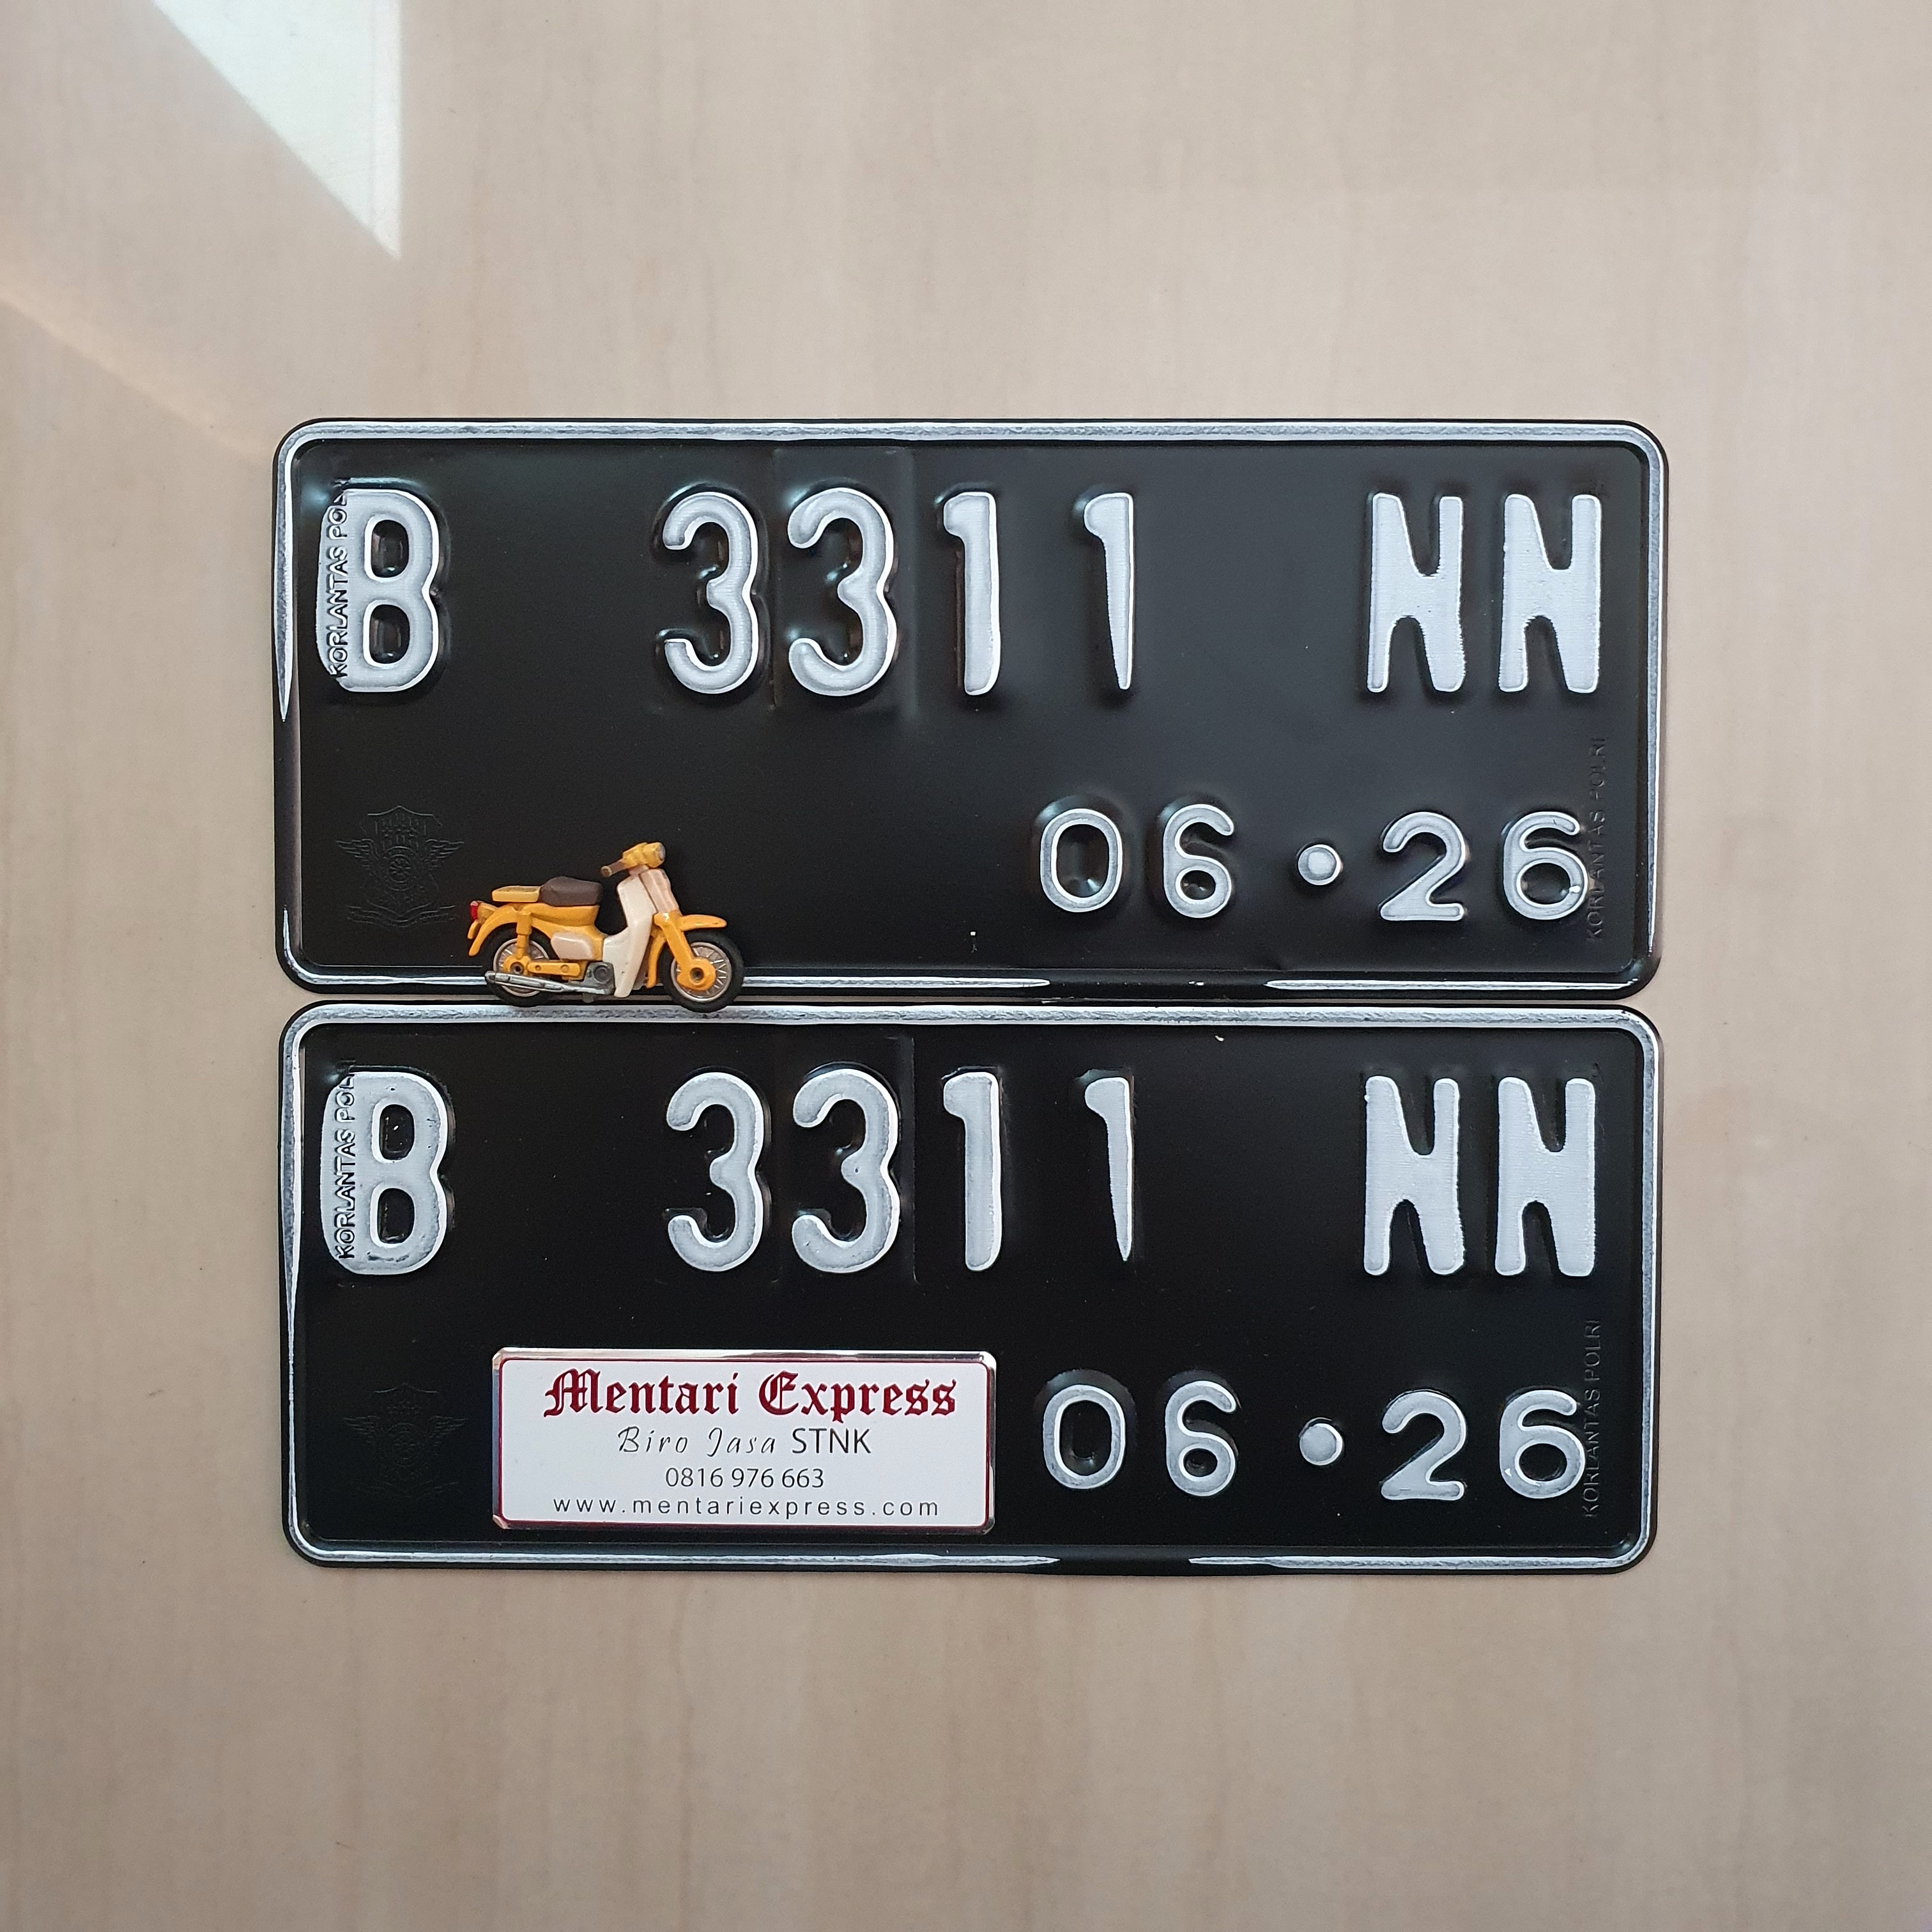 B 3311 NN
KORLANTAS POLRI
06·26
KORLANTAS POLRI
B 3311 NN
KORLANTAS POLRI
Mentari Express
Biro Jasa STNK
0816 976 663
www.mentariexpress.com
06·26
KORLANTAS POLRI